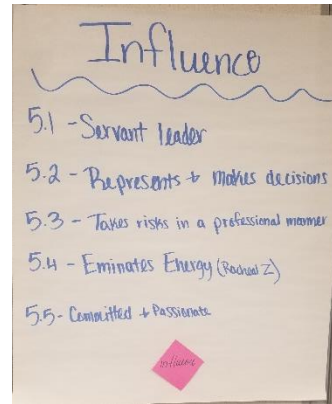 Influence
5.1 - Servant leader
5.2 - Represents + makes decisions
5.3 - Takes risks in a professional manner
5.4 - Eminates Energy (Racheal Z)
5.5 - Committed + Passionate
influence